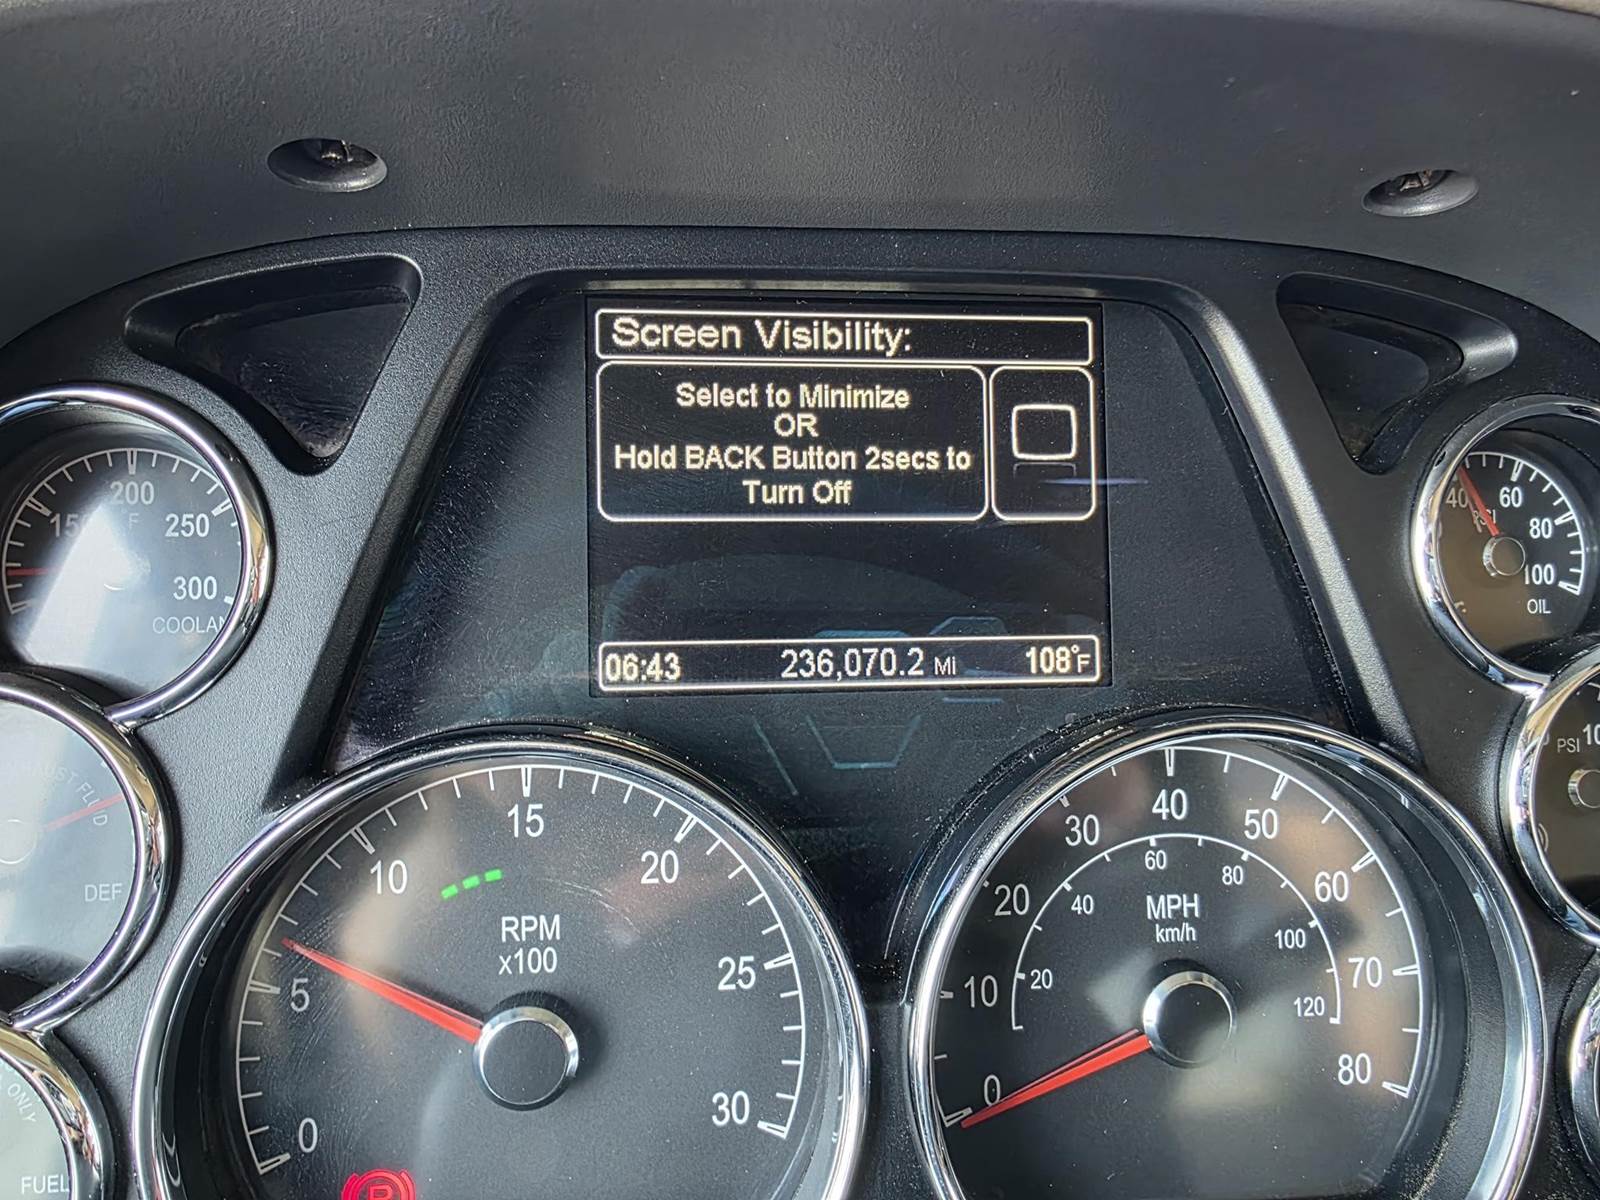 Screen Visibility:
Select to Minimize
OR
Hold BACK Button 2secs to
Turn Off
06:43 236,070.2 Mi 108°F
200
F
250
300
40
PSI
60
80
100
OIL
DEF
FUEL
ONLY
PSI
0
5
10
15
20
25
30
RPM
x100
0
10
20
30
40
50
60
70
80
MPH
km/h
20
40
60
80
100
120
P